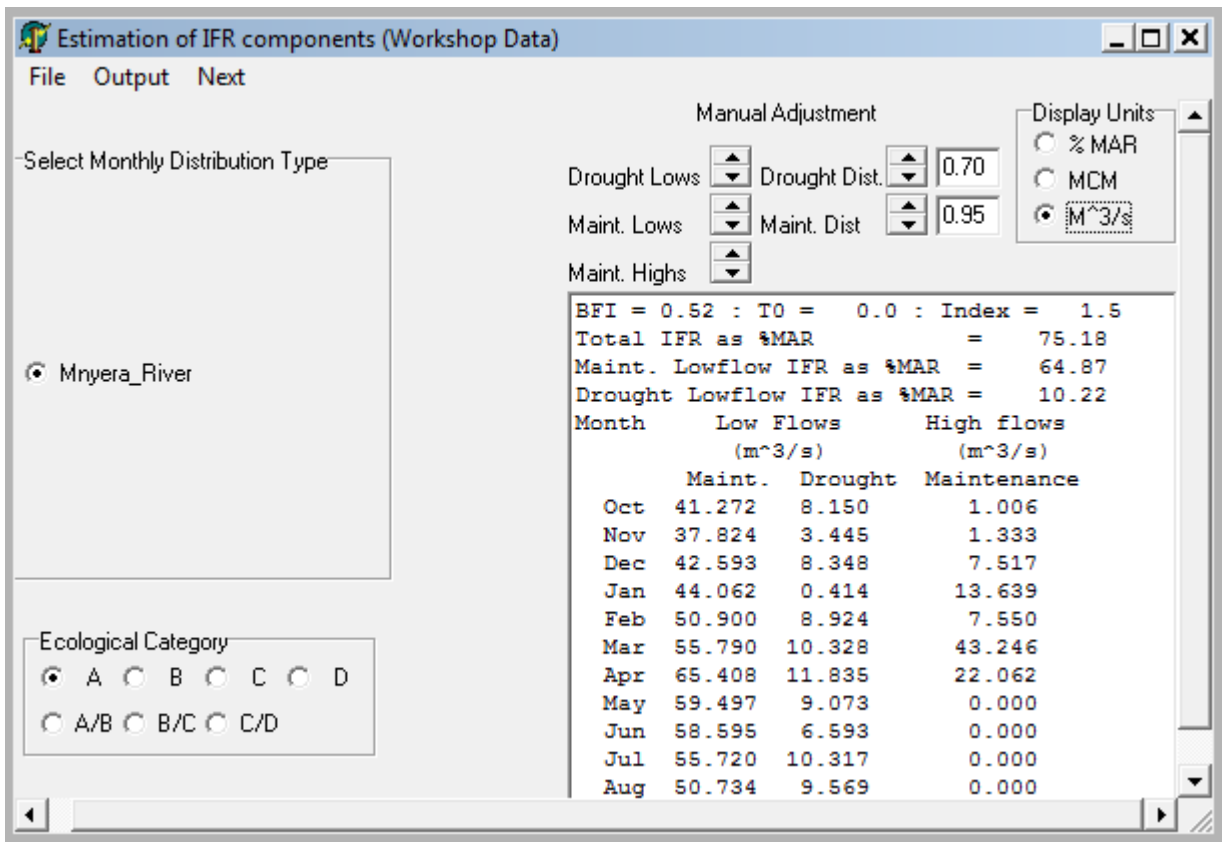 Estimation of IFR components (Workshop Data)
File Output Next
Select Monthly Distribution Type
Mnyera_River
Ecological Category
A B C D
A/B B/C C/D
Manual Adjustment
Drought Lows Drought Dist. 0.70
Maint. Lows Maint. Dist 0.95
Maint. Highs
Display Units
% MAR
MCM
M^3/s
BFI = 0.52 : T0 = 0.0 : Index = 1.5
Total IFR as %MAR = 75.18
Maint. Lowflow IFR as %MAR = 64.87
Drought Lowflow IFR as %MAR = 10.22
Month Low Flows High flows
(m^3/s) (m^3/s)
Maint. Drought Maintenance
Oct 41.272 8.150 1.006
Nov 37.824 3.445 1.333
Dec 42.593 8.348 7.517
Jan 44.062 0.414 13.639
Feb 50.900 8.924 7.550
Mar 55.790 10.328 43.246
Apr 65.408 11.835 22.062
May 59.497 9.073 0.000
Jun 58.595 6.593 0.000
Jul 55.720 10.317 0.000
Aug 50.734 9.569 0.000